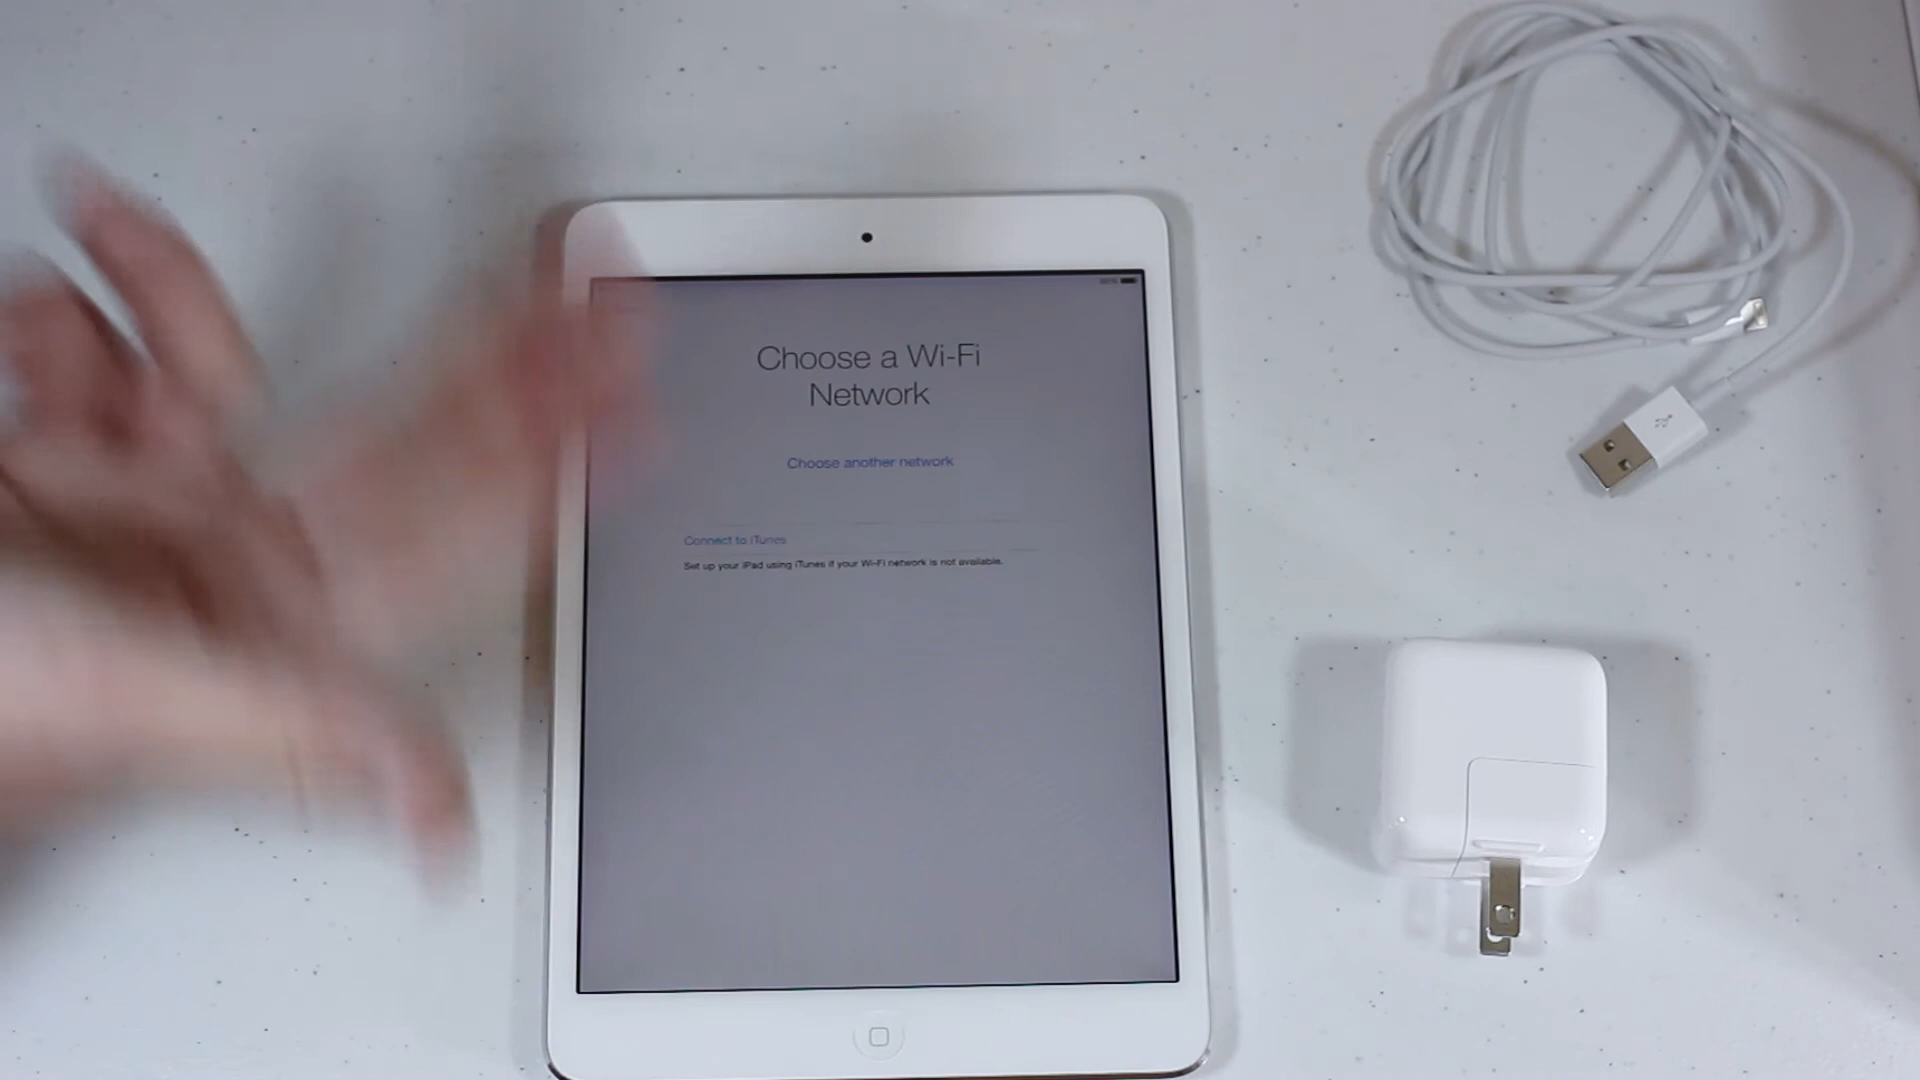 Choose a Wi-Fi
Network
Choose another network
Connect to iTunes
Set up your iPad using iTunes if your Wi-Fi network is not available.